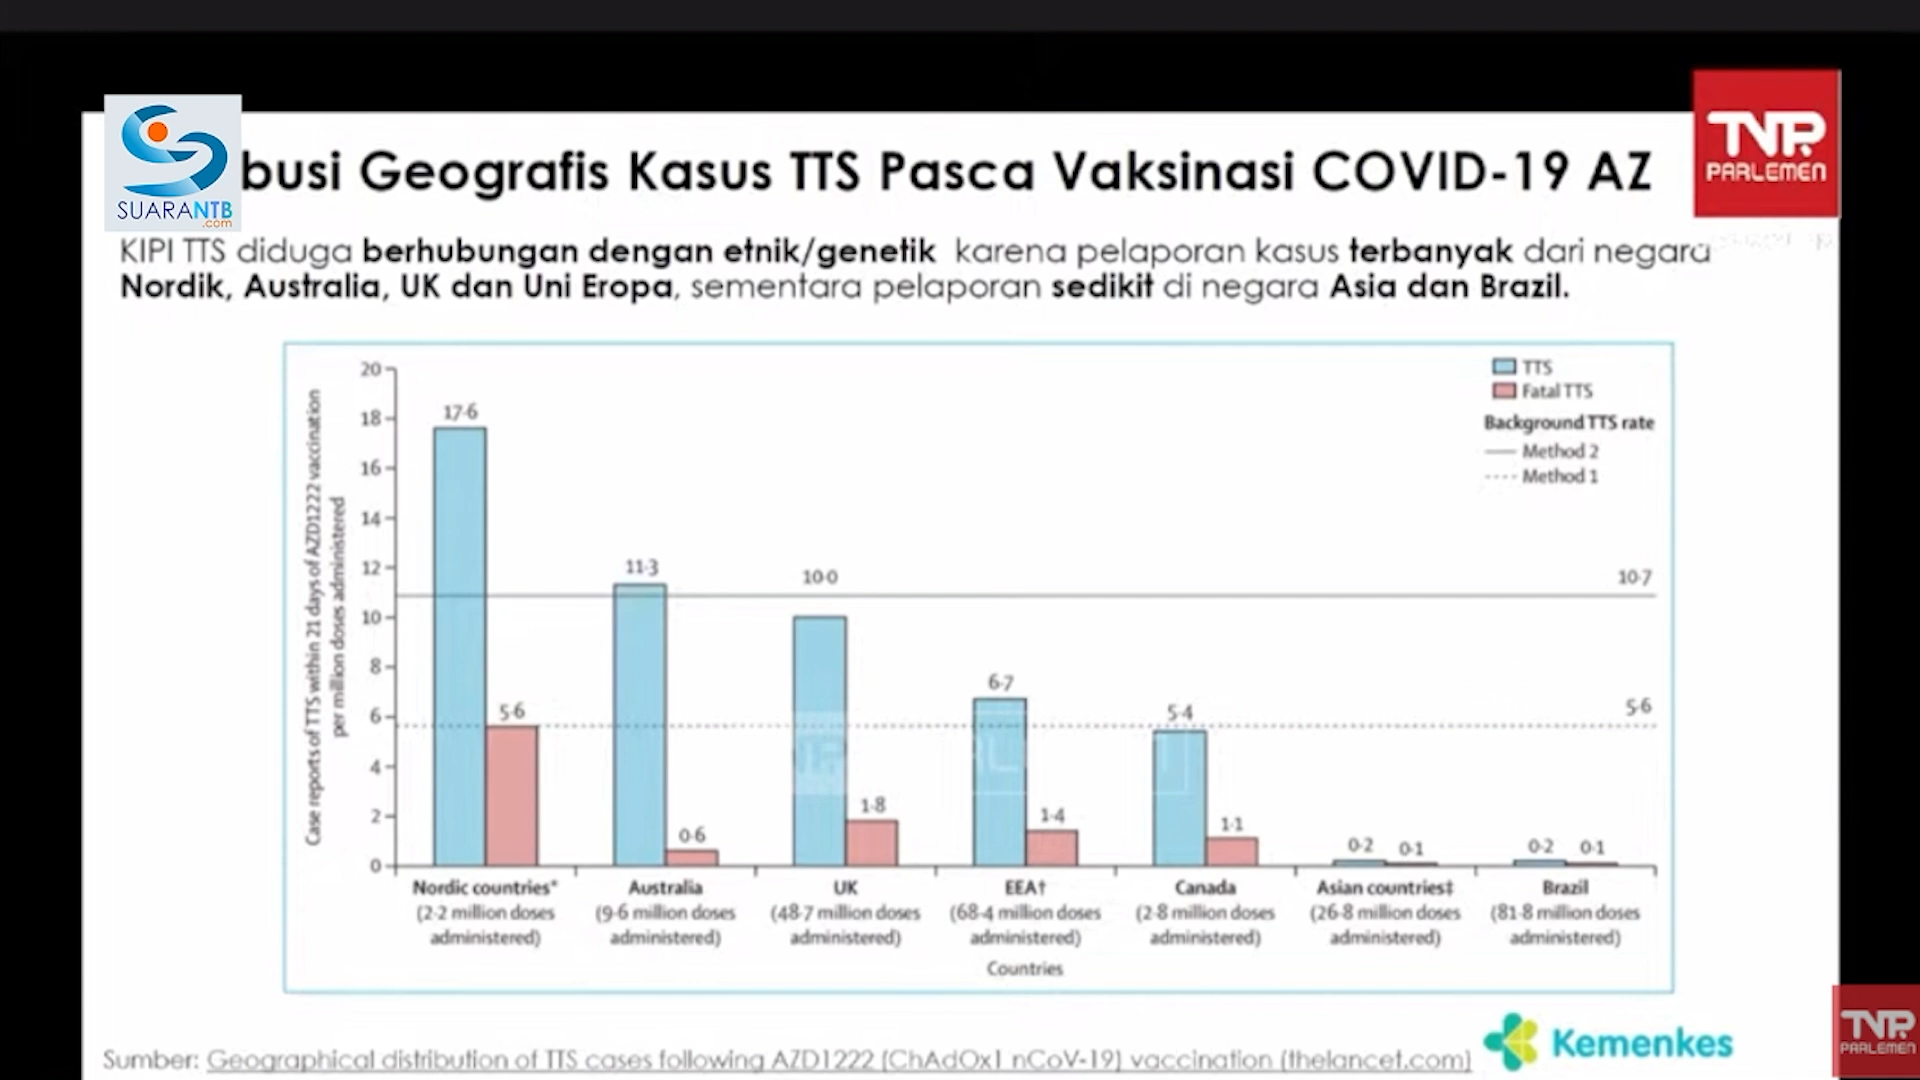 SUARANTB
.com
TVR
PARLEMEN
busi Geografis Kasus TTS Pasca Vaksinasi COVID-19 AZ
KIPI TTS diduga berhubungan dengan etnik/genetik karena pelaporan kasus terbanyak dari negara
Nordik, Australia, UK dan Uni Eropa, sementara pelaporan sedikit di negara Asia dan Brazil.
Case reports of TTS within 21 days of AZD1222 vaccination
per million doses administered
20
18
16
14
12
10
8
6
4
2
0
TTS
Fatal TTS
Background TTS rate
Method 2
Method 1
17·6
5·6
11·3
0·6
10·0
1·8
6·7
1·4
5·4
1·1
0·2 0·1
0·2 0·1
10·7
5·6
Nordic countries*
(2·2 million doses
administered)
Australia
(9·6 million doses
administered)
UK
(48·7 million doses
administered)
EEA†
(68·4 million doses
administered)
Canada
(2·8 million doses
administered)
Asian countries‡
(26·8 million doses
administered)
Brazil
(81·8 million doses
administered)
Countries
Sumber: Geographical distribution of TTS cases following AZD1222 (ChAdOx1 nCoV-19) vaccination (thelancet.com)
Kemenkes
TVR
PARLEMEN